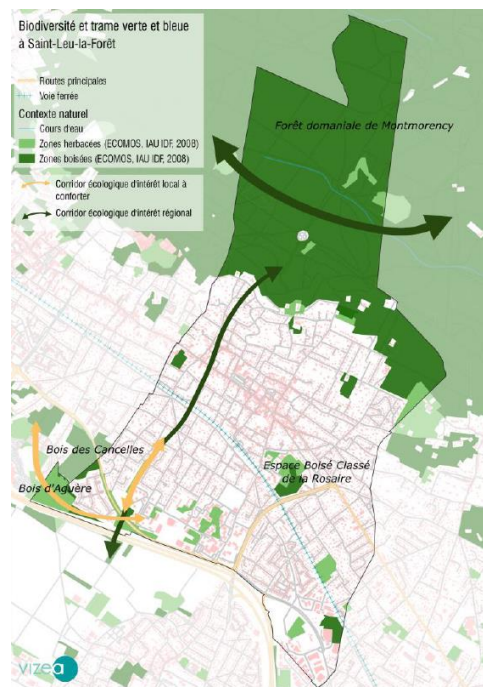 Biodiversité et trame verte et bleue
à Saint-Leu-la-Forêt
Routes principales
Voie ferrée
Contexte naturel
Cours d'eau
Zones herbacées (ECOMOS, IAU IDF, 2008)
Zones boisées (ECOMOS, IAU IDF, 2008)
Corridor écologique d'intérêt local à
conforter
Corridor écologique d'intérêt régional
Forêt domaniale de Montmorency
Bois des Cancelles
Bois d'Aguère
Espace Boisé Classé
de la Rosaire
vizea